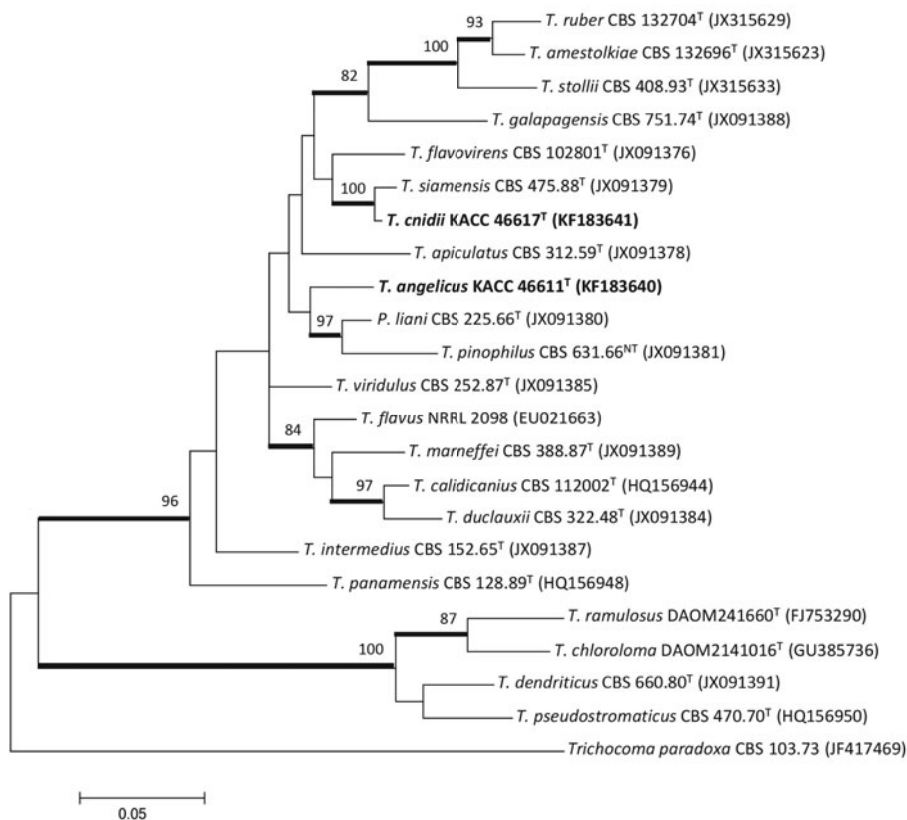 93
T. ruber CBS 132704T (JX315629)
100
T. amestolkiae CBS 132696T (JX315623)
82
T. stollii CBS 408.93T (JX315633)
T. galapagensis CBS 751.74T (JX091388)
T. flavovirens CBS 102801T (JX091376)
100
T. siamensis CBS 475.88T (JX091379)
T. cnidii KACC 46617T (KF183641)
T. apiculatus CBS 312.59T (JX091378)
T. angelicus KACC 46611T (KF183640)
97
P. liani CBS 225.66T (JX091380)
T. pinophilus CBS 631.66NT (JX091381)
T. viridulus CBS 252.87T (JX091385)
84
T. flavus NRRL 2098 (EU021663)
T. marneffei CBS 388.87T (JX091389)
97
T. calidicanius CBS 112002T (HQ156944)
96
T. duclauxii CBS 322.48T (JX091384)
T. intermedius CBS 152.65T (JX091387)
T. panamensis CBS 128.89T (HQ156948)
87
T. ramulosus DAOM241660T (FJ753290)
100
T. chloroloma DAOM2141016T (GU385736)
T. dendriticus CBS 660.80T (JX091391)
T. pseudostromaticus CBS 470.70T (HQ156950)
Trichocoma paradoxa CBS 103.73 (JF417469)
0.05